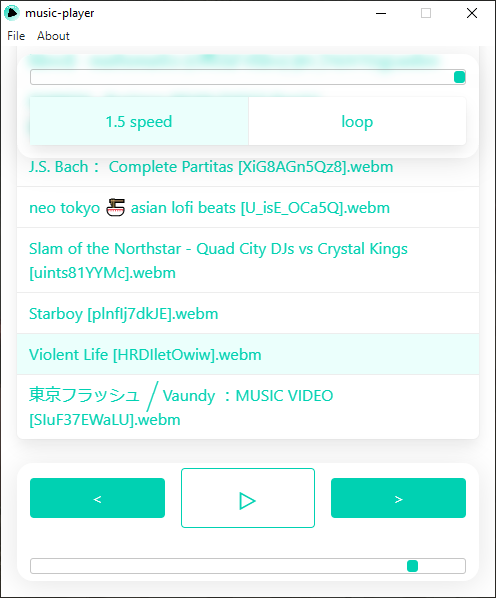 music-player
File About
1.5 speed loop
J.S. Bach： Complete Partitas [XiG8AGn5Qz8].webm
neo tokyo 🍜 asian lofi beats [U_isE_OCa5Q].webm
Slam of the Northstar - Quad City DJs vs Crystal Kings
[uints81YYMc].webm
Starboy [plnfIj7dkJE].webm
Violent Life [HRDIletOwiw].webm
東京フラッシュ ⧸ Vaundy ：MUSIC VIDEO
[SIuF37EWaLU].webm
< ▷ >